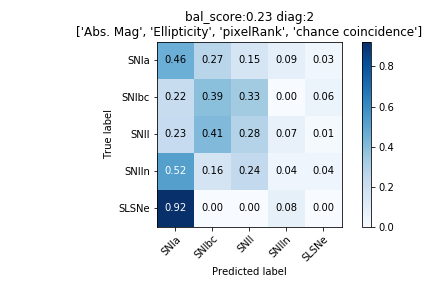 bal_score:0.23 diag:2
['Abs. Mag', 'Ellipticity', 'pixelRank', 'chance coincidence']
True label
SNIa 0.46 0.27 0.15 0.09 0.03
SNIbc 0.22 0.39 0.33 0.00 0.06
SNII 0.23 0.41 0.28 0.07 0.01
SNIIn 0.52 0.16 0.24 0.04 0.04
SLSNe 0.92 0.00 0.00 0.08 0.00
SNIa SNIbc SNII SNIIn SLSNe
Predicted label
0.8
0.6
0.4
0.2
0.0